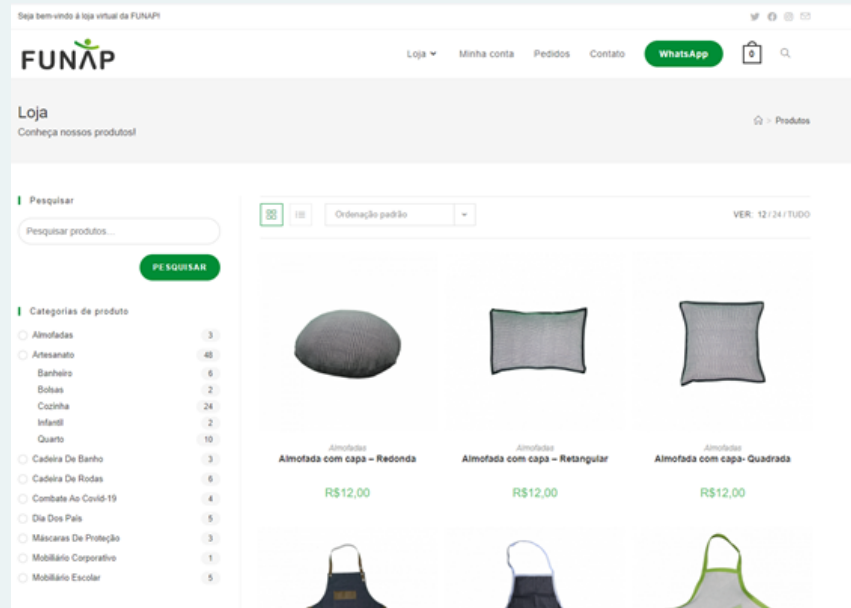 Seja bem-vindo à loja virtual da FUNAP!
FUNAP
Loja
Minha conta
Pedidos
Contato
WhatsApp
0
Loja
Conheça nossos produtos!
> Produtos
Pesquisar
Pesquisar produtos...
PESQUISAR
Categorias de produto
Almofadas 3
Artesanato 48
Banheiro 6
Bolsas 2
Cozinha 24
Infantil 2
Quarto 10
Cadeira De Banho 3
Cadeira De Rodas 6
Combate Ao Covid-19 4
Dia Dos Pais 5
Máscaras De Proteção 3
Mobiliário Corporativo 1
Mobiliário Escolar 5
Ordenação padrão
VER: 12 / 24 / TUDO
Almofadas
Almofada com capa – Redonda
R$12,00
Almofadas
Almofada com capa – Retangular
R$12,00
Almofadas
Almofada com capa- Quadrada
R$12,00